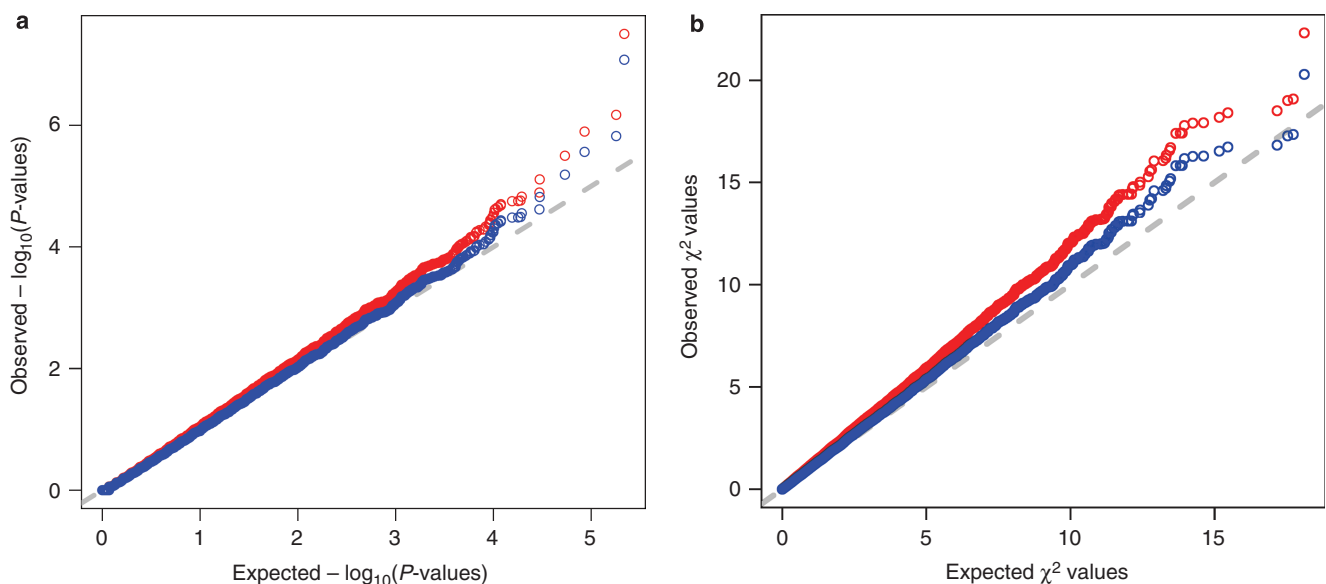 a
Observed – log10(P-values)
6
4
2
0
0 1 2 3 4 5
Expected – log10(P-values)
b
Observed χ2 values
20
15
10
5
0
0 5 10 15
Expected χ2 values